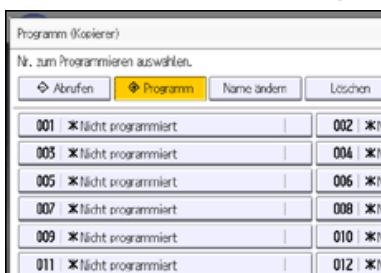 Programm (Kopierer)
Nr. zum Programmieren auswählen.
Abrufen Programm Name ändern Löschen
001 Nicht programmiert 002
003 Nicht programmiert 004
005 Nicht programmiert 006
007 Nicht programmiert 008
009 Nicht programmiert 010
011 Nicht programmiert 012